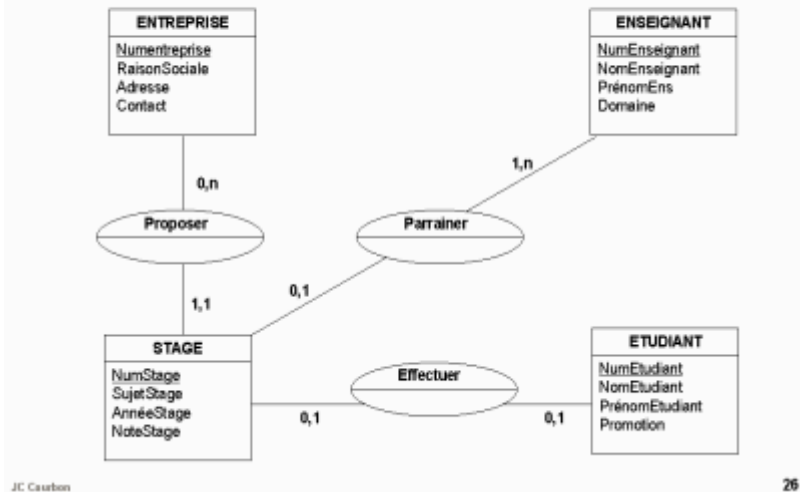 ENTREPRISE
Numentreprise
RaisonSociale
Adresse
Contact
ENSEIGNANT
NumEnseignant
NomEnseignant
PrénomEns
Domaine
0,n
1,n
Proposer
Parrainer
1,1
0,1
STAGE
NumStage
SujetStage
AnnéeStage
NoteStage
Effectuer
0,1
0,1
ETUDIANT
NumEtudiant
NomEtudiant
PrénomEtudiant
Promotion
JC Courbon
26